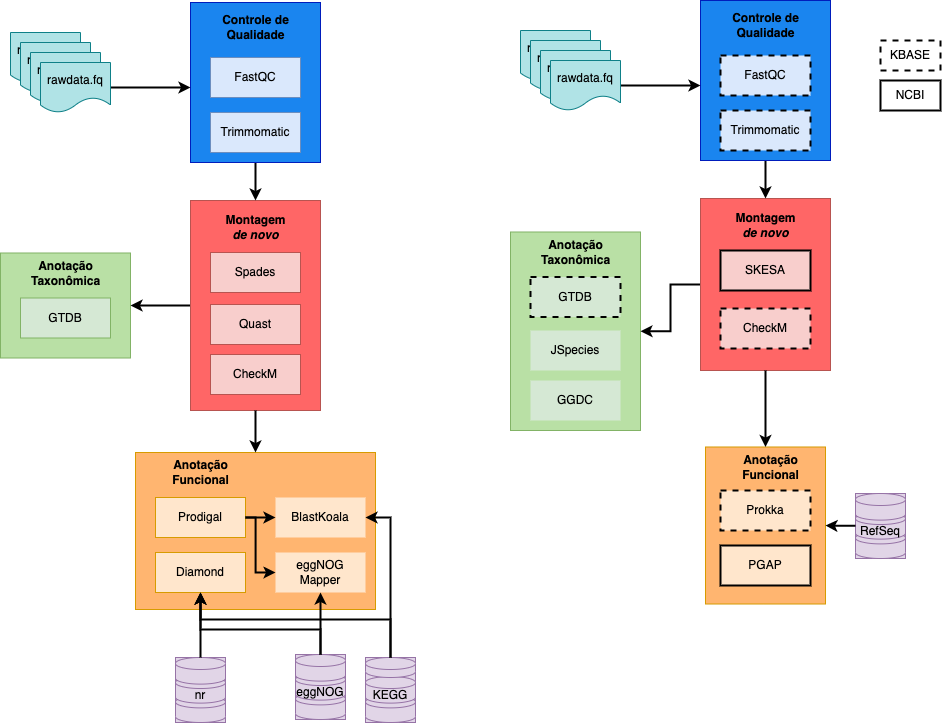 Controle de
Qualidade
FastQC
Trimmomatic
rawdata.fq
Montagem
de novo
Spades
Quast
CheckM
Anotação
Taxonômica
GTDB
Anotação
Funcional
Prodigal
BlastKoala
Diamond
eggNOG
Mapper
nr
eggNOG
KEGG
Controle de
Qualidade
FastQC
Trimmomatic
rawdata.fq
KBASE
NCBI
Montagem
de novo
SKESA
CheckM
Anotação
Taxonômica
GTDB
JSpecies
GGDC
Anotação
Funcional
Prokka
PGAP
RefSeq